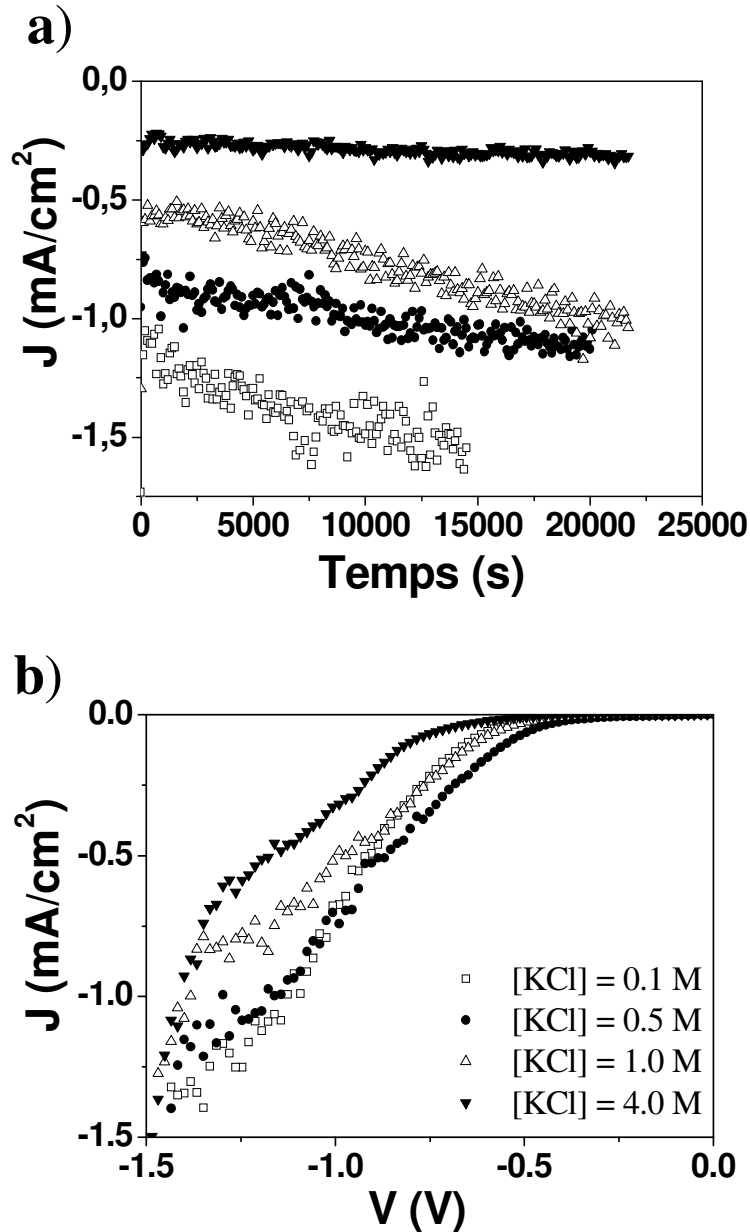 a)
0,0
-0,5
-1,0
-1,5
J (mA/cm²)
0 5000 10000 15000 20000 25000
Temps (s)
b)
0.0
-0.5
-1.0
-1.5
J (mA/cm²)
[KCl] = 0.1 M
[KCl] = 0.5 M
[KCl] = 1.0 M
[KCl] = 4.0 M
-1.5 -1.0 -0.5 0.0
V (V)